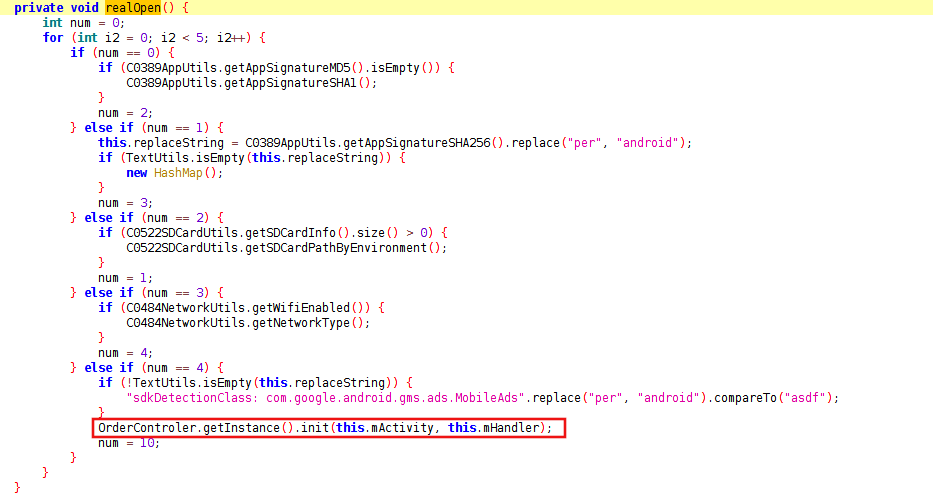 private void realOpen() {
    int num = 0;
    for (int i2 = 0; i2 < 5; i2++) {
        if (num == 0) {
            if (C0389AppUtils.getAppSignatureMD5().isEmpty()) {
                C0389AppUtils.getAppSignatureSHA1();
            }
            num = 2;
        } else if (num == 1) {
            this.replaceString = C0389AppUtils.getAppSignatureSHA256().replace("per", "android");
            if (TextUtils.isEmpty(this.replaceString)) {
                new HashMap();
            }
            num = 3;
        } else if (num == 2) {
            if (C0522SDCardUtils.getSDCardInfo().size() > 0) {
                C0522SDCardUtils.getSDCardPathByEnvironment();
            }
            num = 1;
        } else if (num == 3) {
            if (C0484NetworkUtils.getWifiEnabled()) {
                C0484NetworkUtils.getNetworkType();
            }
            num = 4;
        } else if (num == 4) {
            if (!TextUtils.isEmpty(this.replaceString)) {
                "sdkDetectionClass: com.google.android.gms.ads.MobileAds".replace("per", "android").compareTo("asdf");
            }
            OrderControler.getInstance().init(this.mActivity, this.mHandler);
            num = 10;
        }
    }
}